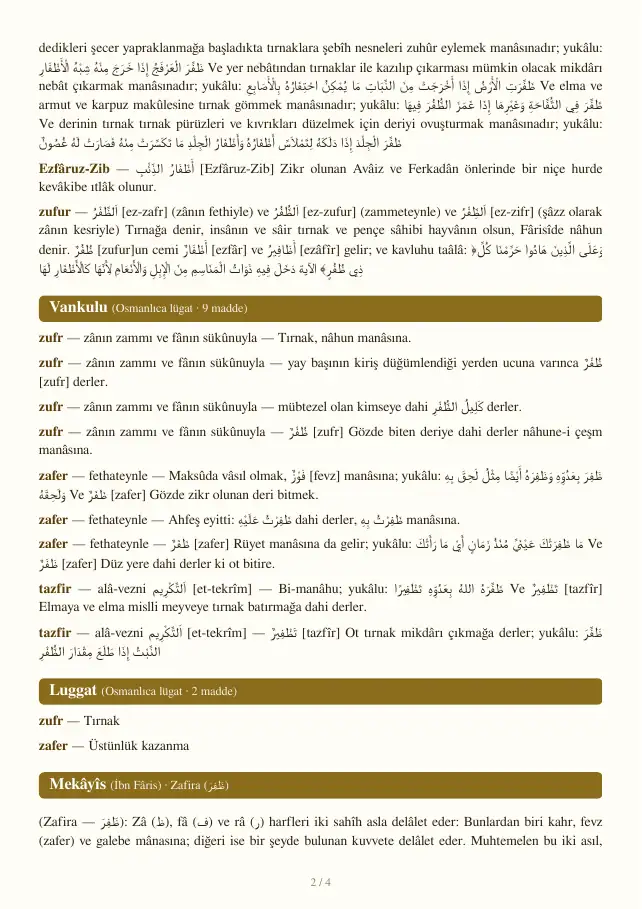 dedikleri şecer yapraklanmağa başladıkta tırnaklara şebîh nesneleri zuhûr eylemek manâsınadır; yukâlu:
ظَفَّرَ الْعَرْفَجُ إِذَا خَرَجَ مِنْهُ شِبْهُ الْأَظْفَارِ Ve yer nebâtından tırnaklar ile kazılıp çıkarması mümkin olacak mikdârı
nebât çıkarmak manâsınadır; yukâlu: ظَفَّرَتِ الْأَرْضُ إِذَا أَخْرَجَتْ مِنَ النَّبَاتِ مَا يُمْكِنُ احْتِفَارُهُ بِالْأَصَابِعِ Ve elma ve
armut ve karpuz makûlesine tırnak gömmek manâsınadır; yukâlu: ظَفَّرَ فِي التُّفَّاحَةِ وَغَيْرِهَا إِذَا غَمَزَ الظُّفْرَ فِيهَا
Ve derinin tırnak tırnak pürüzleri ve kıvrıkları düzelmek için deriyi ovuşturmak manâsınadır; yukâlu:
ظَفَّرَ الْجِلْدَ إِذَا دَلَكَهُ لِتَمْلَاسَّ أَظْفَارُهُ وَأَظْفَارُ الْجِلْدِ مَا تَكَسَّرَتْ مِنْهُ فَصَارَتْ لَهُ غُضُونٌ
Ezfâruz-Zib — أَظْفَارُ الذِّئْبِ [Ezfâruz-Zib] Zikr olunan Avâiz ve Ferkadân önlerinde bir niçe hurde
kevâkibe ıtlâk olunur.
zufur — اَلظَّفْرُ [ez-zafr] (zânın fethiyle) ve اَلظُّفُرُ [ez-zufur] (zammeteynle) ve اَلظِّفْرُ [ez-zifr] (şâzz olarak
zânın kesriyle) Tırnağa denir, insânın ve sâir tırnak ve pençe sâhibi hayvânın olsun, Fârisîde nâhun
denir. ظُفُرٌ [zufur]un cemi أَظْفَارٌ [ezfâr] ve أَظَافِيرُ [ezâfîr] gelir; ve kavluhu taâlâ: ﴿وَعَلَى الَّذِينَ هَادُوا حَرَّمْنَا كُلَّ
ذِي ظُفُرٍ﴾ الآية دَخَلَ فِيهِ ذَوَاتُ الْمَنَاسِمِ مِنَ الْإِبِلِ وَالْأَنْعَامِ لِأَنَّهَا كَالْأَظْفَارِ لَهَا
Vankulu (Osmanlıca lügat · 9 madde)
zufr — zânın zammı ve fânın sükûnuyla — Tırnak, nâhun manâsına.
zufr — zânın zammı ve fânın sükûnuyla — yay başının kiriş düğümlendiği yerden ucuna varınca ظُفْرٌ
[zufr] derler.
zufr — zânın zammı ve fânın sükûnuyla — mübtezel olan kimseye dahi كَلِيلُ الظُّفْرِ derler.
zufr — zânın zammı ve fânın sükûnuyla — ظُفْرٌ [zufr] Gözde biten deriye dahi derler nâhune-i çeşm
manâsına.
zafer — fethateynle — Maksûda vâsıl olmak, فَوْزٌ [fevz] manâsına; yukâlu: ظَفِرَ بِعَدُوِّهِ وَظَفِرَهُ أَيْضًا مِثْلُ لَحِقَ بِهِ
وَلَحِقَهُ Ve ظَفَرٌ [zafer] Gözde zikr olunan deri bitmek.
zafer — fethateynle — Ahfeş eyitti: ظَفِرْتُ عَلَيْهِ dahi derler, ظَفِرْتُ بِهِ manâsına.
zafer — fethateynle — ظَفَرٌ [zafer] Rüyet manâsına da gelir; yukâlu: مَا ظَفِرَتْكَ عَيْنِيّ مُنْذُ زَمَانٍ أَيْ مَا رَأَتْكَ Ve
ظَفَرٌ [zafer] Düz yere dahi derler ki ot bitire.
tazfir — alâ-vezni اَلتَّكْرِيم [et-tekrîm] — Bi-manâhu; yukâlu: ظَفَّرَهُ اللهُ بِعَدُوِّهِ تَظْفِيرًا Ve تَظْفِيرٌ [tazfîr]
Elmaya ve elma mislli meyveye tırnak batırmağa dahi derler.
tazfir — alâ-vezni اَلتَّكْرِيم [et-tekrîm] — تَظْفِيرٌ [tazfîr] Ot tırnak mikdârı çıkmağa derler; yukâlu: ظَفَّرَ
النَّبْتُ إِذَا طَلَعَ مِقْدَارَ الظُّفْرِ
Luggat (Osmanlıca lügat · 2 madde)
zufr — Tırnak
zafer — Üstünlük kazanma
Mekâyîs (İbn Fâris) · Zafira (ظَفِرَ)
(Zafira — ظَفِرَ): Zâ (ظ), fâ (ف) ve râ (ر) harfleri iki sahîh asla delâlet eder: Bunlardan biri kahr, fevz
(zafer) ve galebe mânasına; diğeri ise bir şeyde bulunan kuvvete delâlet eder. Muhtemelen bu iki asıl,
2 / 4